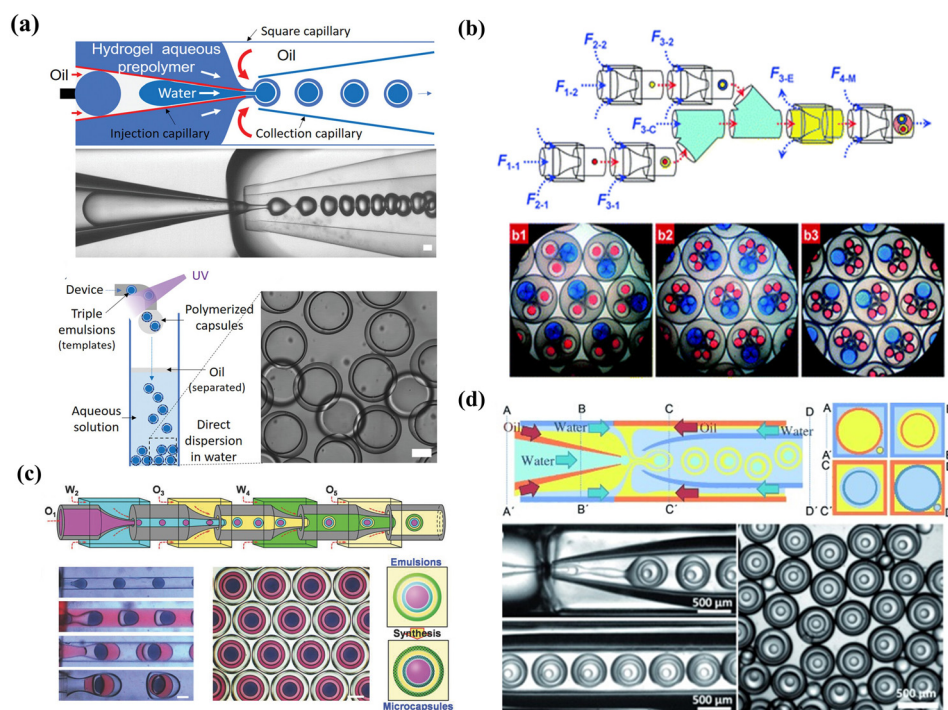 (a)
Square capillary
Hydrogel aqueous
prepolymer
Oil
Oil
Water
Injection capillary
Collection capillary
UV
Device
Triple
emulsions
(templates)
Polymerized
capsules
Oil
(separated)
Aqueous
solution
Direct
dispersion
in water
(b)
F2-2
F3-2
F1-2
F3-C
F3-E
F4-M
F1-1
F2-1
F3-1
b1
b2
b3
(c)
W2
O3
W4
O5
O1
Emulsions
Synthesis
Microcapsules
(d)
A
B
C
D
Oil
Water
Oil
Water
Water
A'
B'
C'
D'
A
A'
C
C'
D
500 µm
500 µm
500 µm